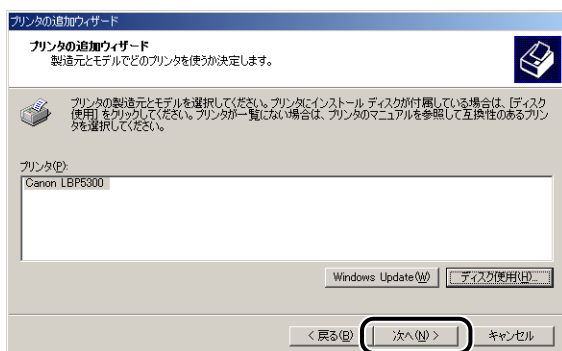 プリンタの追加ウィザード
プリンタの追加ウィザード
製造元とモデルでどのプリンタを使うか決定します。
プリンタの製造元とモデルを選択してください。プリンタにインストール ディスクが付属している場合は、[ディスク
使用] をクリックしてください。プリンタが一覧にない場合は、プリンタのマニュアルを参照して互換性のあるプリン
タを選択してください。
プリンタ(P):
Canon LBP5300
Windows Update(W)
ディスク使用(H)...
< 戻る(B)
次へ(N) >
キャンセル